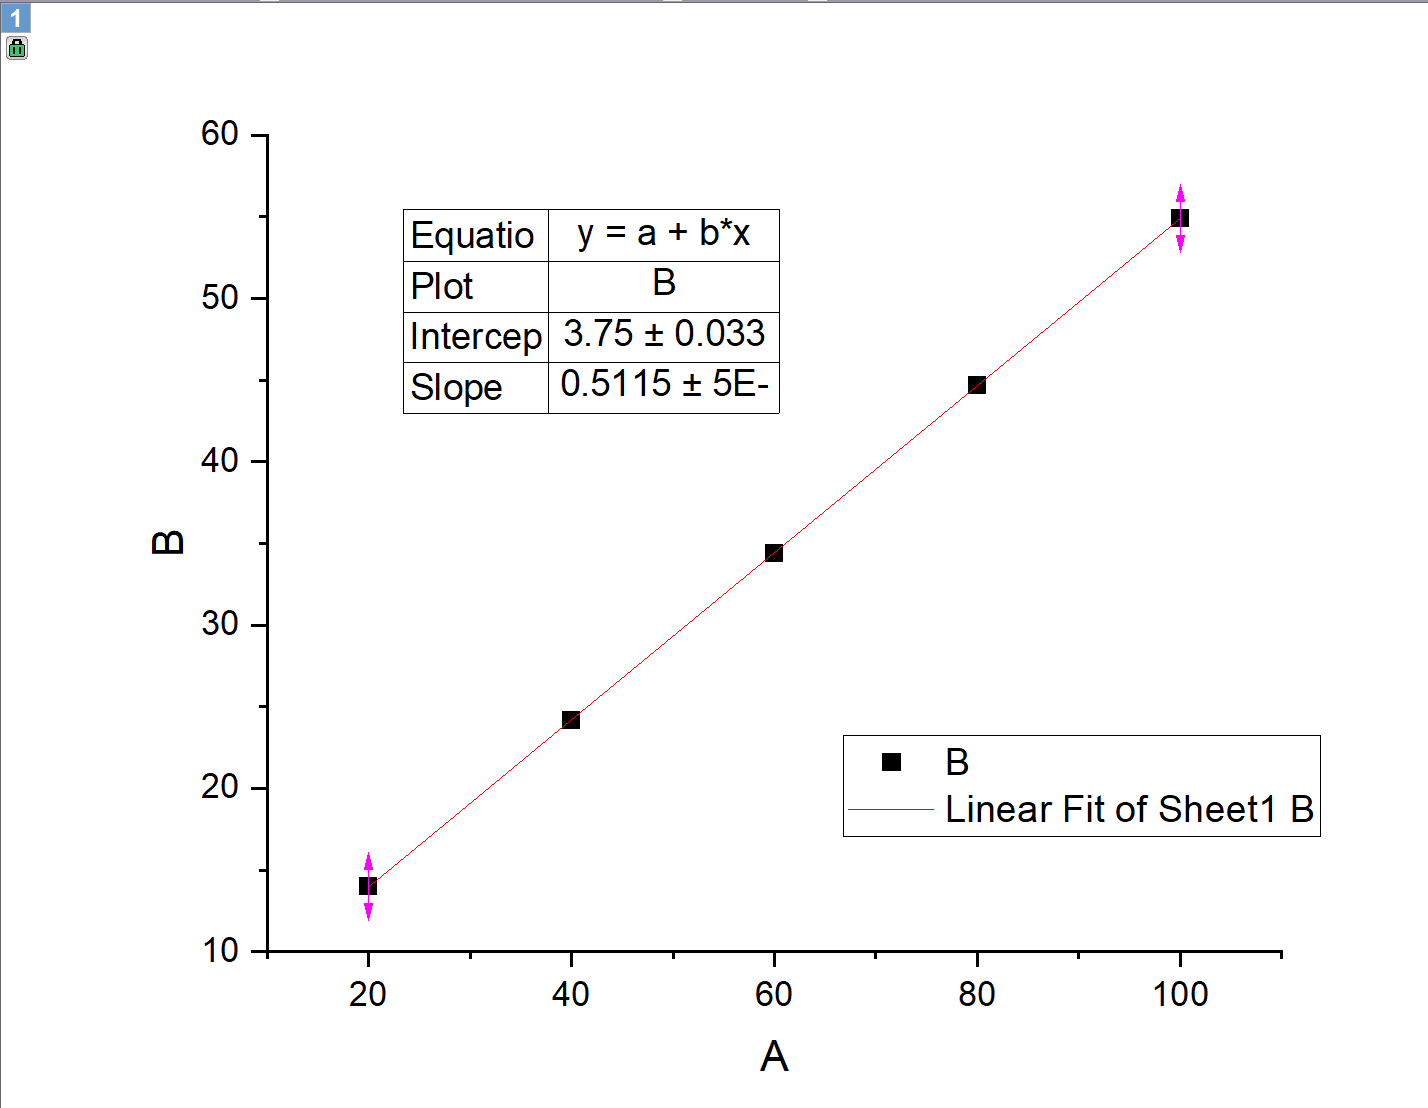 1
60
50
40
30
20
10
B
Equatio y = a + b*x
Plot B
Intercep 3.75 ± 0.033
Slope 0.5115 ± 5E-
B
Linear Fit of Sheet1 B
20 40 60 80 100
A